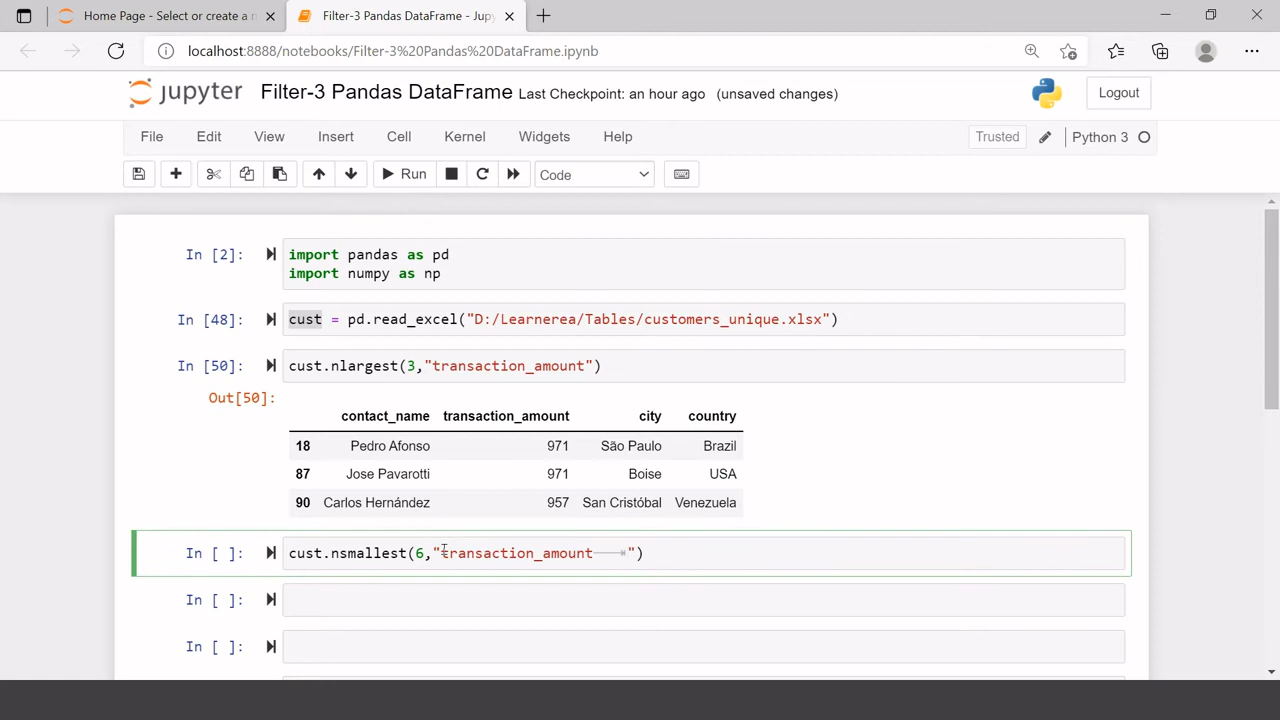 Home Page - Select or create a n
Filter-3 Pandas DataFrame - Jupy
localhost:8888/notebooks/Filter-3%20Pandas%20DataFrame.ipynb
jupyter Filter-3 Pandas DataFrame Last Checkpoint: an hour ago (unsaved changes) Logout
File Edit View Insert Cell Kernel Widgets Help Trusted Python 3
Run Code
In [2]: import pandas as pd
import numpy as np
In [48]: cust = pd.read_excel("D:/Learnerea/Tables/customers_unique.xlsx")
In [50]: cust.nlargest(3,"transaction_amount")
Out[50]:
contact_name transaction_amount city country
18 Pedro Afonso 971 São Paulo Brazil
87 Jose Pavarotti 971 Boise USA
90 Carlos Hernández 957 San Cristóbal Venezuela
In [ ]: cust.nsmallest(6,"transaction_amount ")
In [ ]:
In [ ]: